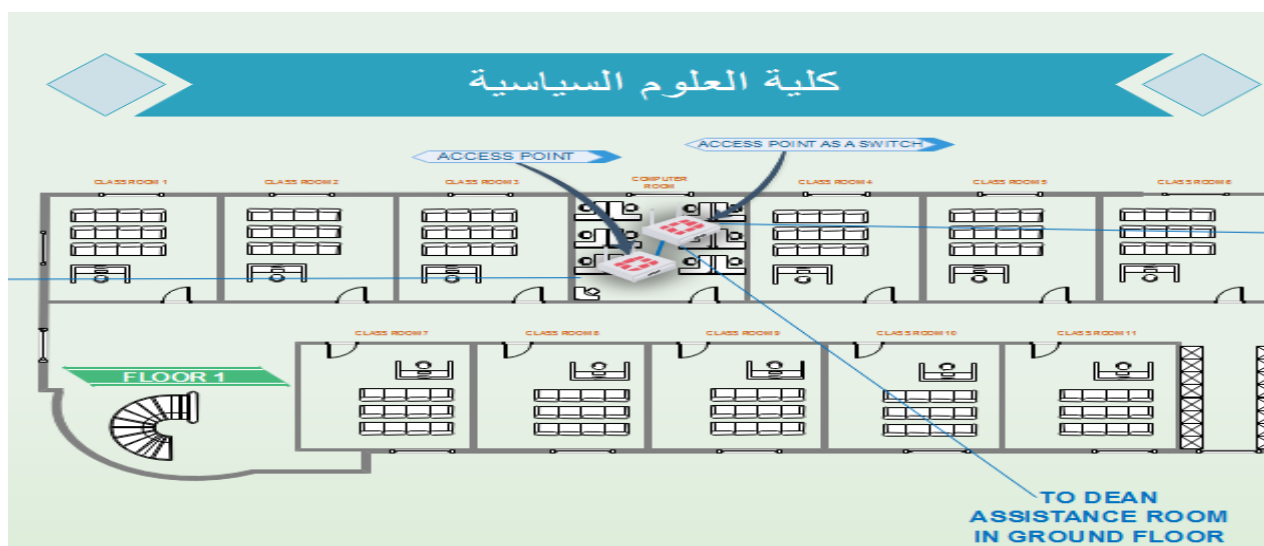 كلية العلوم السياسية
ACCESS POINT
ACCESS POINT AS A SWITCH
CLASS ROOM 1
CLASS ROOM 2
CLASS ROOM 3
COMPUTER
ROOM
CLASS ROOM 4
CLASS ROOM 5
CLASS ROOM 6
CLASS ROOM 7
CLASS ROOM 8
CLASS ROOM 9
CLASS ROOM 10
CLASS ROOM 11
FLOOR 1
TO DEAN
ASSISTANCE ROOM
IN GROUND FLOOR